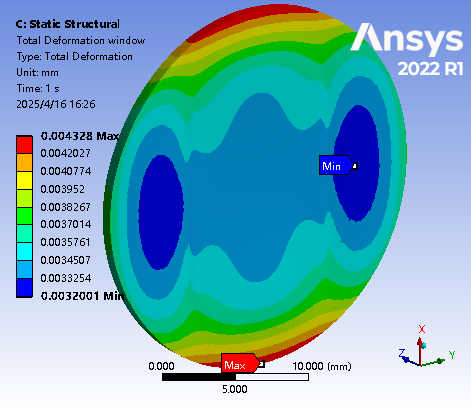 C: Static Structural
Total Deformation window
Type: Total Deformation
Unit: mm
Time: 1 s
2025/4/16 16:26
Ansys
2022 R1
0.004328 Max
0.0042027
0.0040774
0.003952
0.0038267
0.0037014
0.0035761
0.0034507
0.0033254
0.0032001 Min
Min
Max
0.000
10.000 (mm)
5.000
X
Y
Z